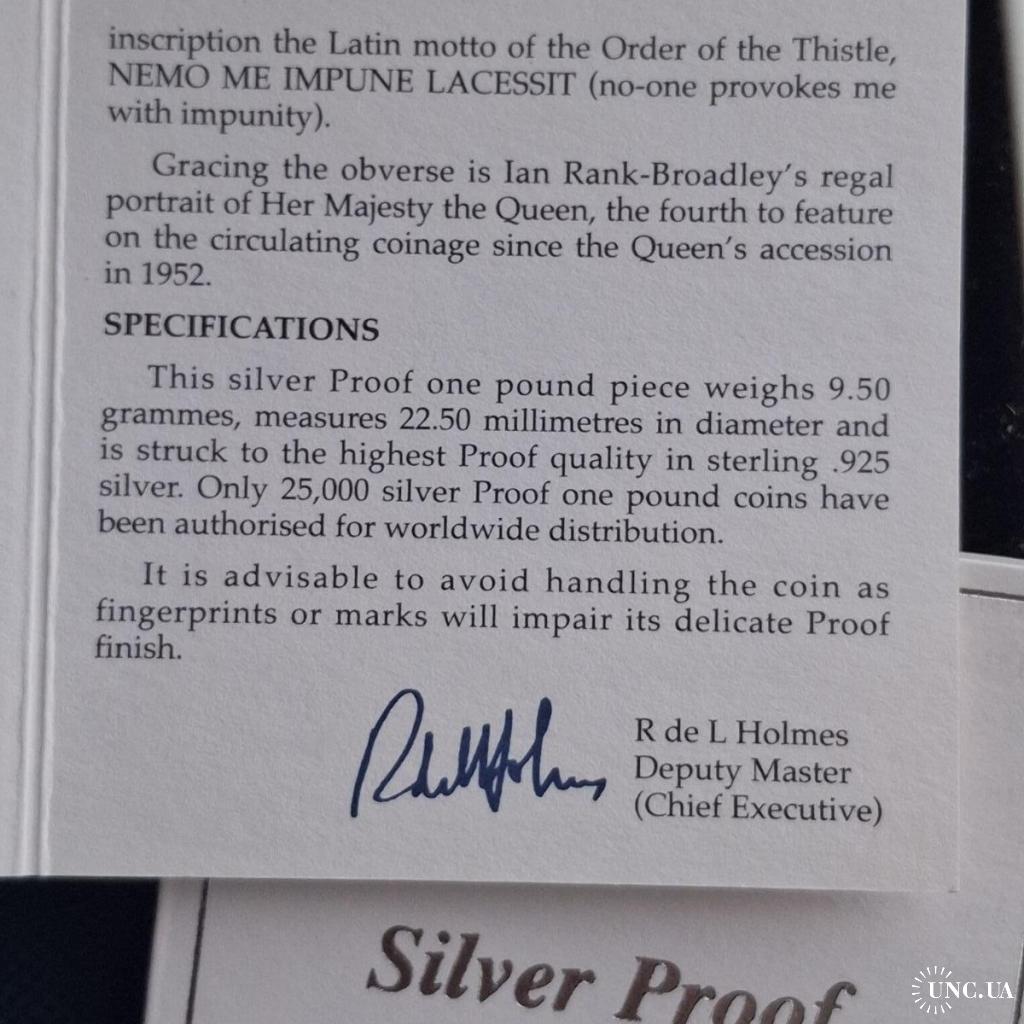 inscription the Latin motto of the Order of the Thistle,
NEMO ME IMPUNE LACESSIT (no-one provokes me
with impunity).
Gracing the obverse is Ian Rank-Broadley's regal
portrait of Her Majesty the Queen, the fourth to feature
on the circulating coinage since the Queen's accession
in 1952.
SPECIFICATIONS
This silver Proof one pound piece weighs 9.50
grammes, measures 22.50 millimetres in diameter and
is struck to the highest Proof quality in sterling .925
silver. Only 25,000 silver Proof one pound coins have
been authorised for worldwide distribution.
It is advisable to avoid handling the coin as
fingerprints or marks will impair its delicate Proof
finish.
R de L Holmes
Deputy Master
(Chief Executive)
Silver Proof
UNC.UA